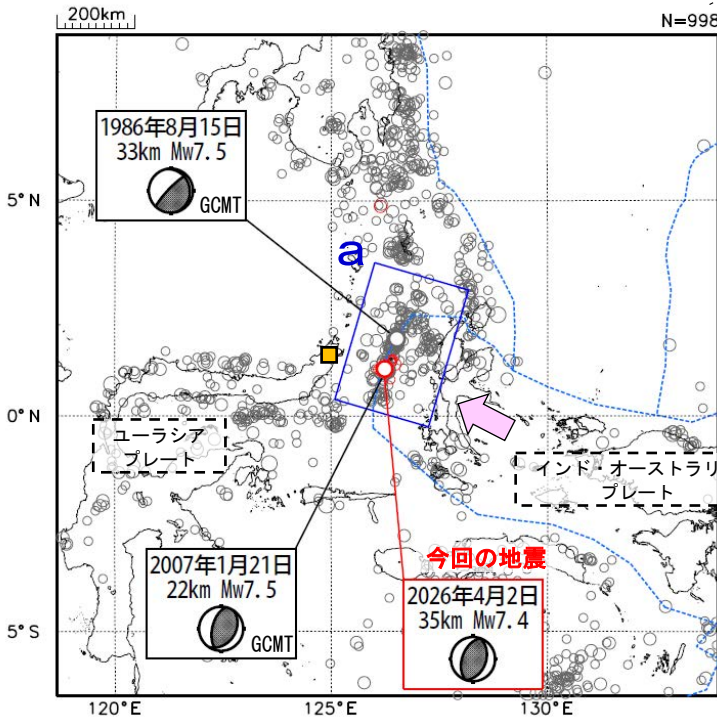 200km
N=998
1986年8月15日
33km Mw7.5
GCMT
5°N
a
0°N
ユーラシア
プレート
インド・オーストラリ
プレート
今回の地震
2007年1月21日
22km Mw7.5
GCMT
2026年4月2日
35km Mw7.4
5°S
120°E
125°E
130°E